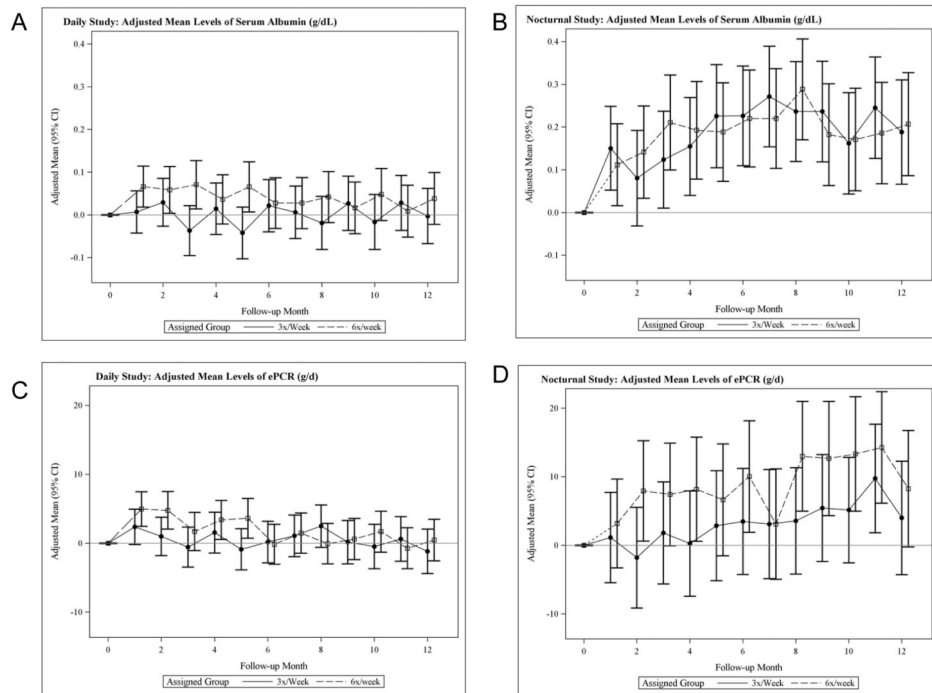 A
Daily Study: Adjusted Mean Levels of Serum Albumin (g/dL)
Adjusted Mean (95% CI)
0.4
0.3
0.2
0.1
0.0
-0.1
0 2 4 6 8 10 12
Follow-up Month
Assigned Group 3x/Week 6x/week
B
Nocturnal Study: Adjusted Mean Levels of Serum Albumin (g/dL)
Adjusted Mean (95% CI)
0.4
0.3
0.2
0.1
0.0
-0.1
0 2 4 6 8 10 12
Follow-up Month
Assigned Group 3x/Week 6x/week
C
Daily Study: Adjusted Mean Levels of ePCR (g/d)
Adjusted Mean (95% CI)
20
10
0
-10
0 2 4 6 8 10 12
Follow-up Month
Assigned Group 3x/Week 6x/week
D
Nocturnal Study: Adjusted Mean Levels of ePCR (g/d)
Adjusted Mean (95% CI)
20
10
0
-10
0 2 4 6 8 10 12
Follow-up Month
Assigned Group 3x/Week 6x/week